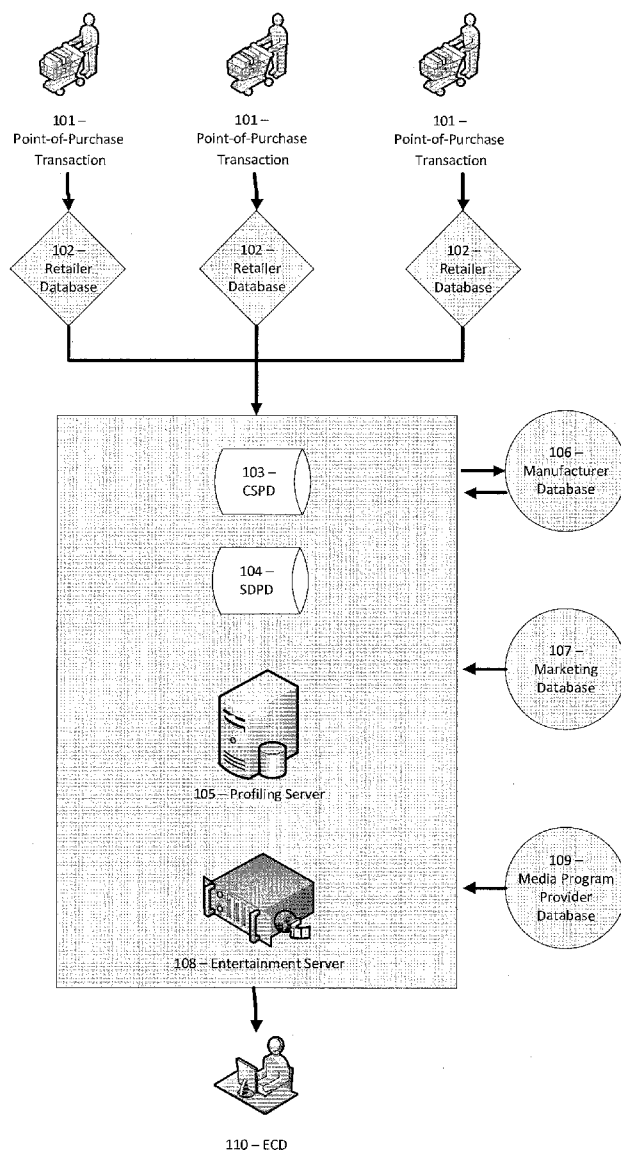 101 –
Point-of-Purchase
Transaction
101 –
Point-of-Purchase
Transaction
101 –
Point-of-Purchase
Transaction
102 –
Retailer
Database
102 –
Retailer
Database
102 –
Retailer
Database
103 –
CSPD
106 –
Manufacturer
Database
104 –
SDPD
107 –
Marketing
Database
105 – Profiling Server
109 –
Media Program
Provider
Database
108 – Entertainment Server
110 – ECD